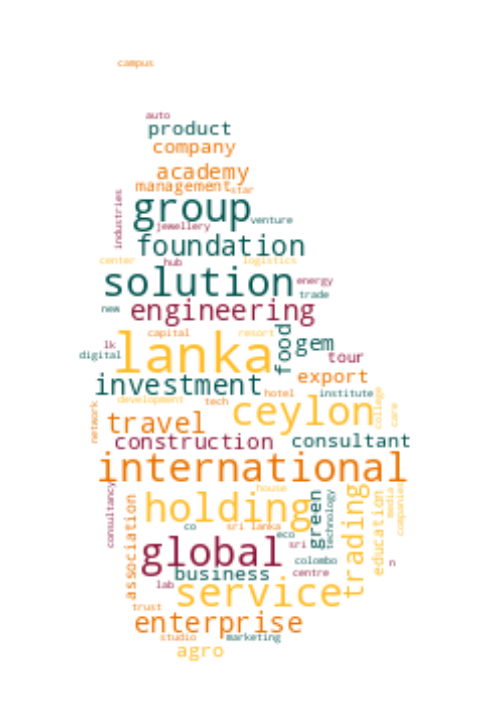 campus
auto
product
company
academy
management
star
industries
group
venture
jewellery
foundation
center
hub
logistics
solution
energy
trade
new
engineering
capital
resort
lk
digital
lanka
food
gem
tour
investment
export
development
tech
hotel
institute
network
travel
ceylon
college
care
construction
consultant
international
consultancy
house
association
holding
green
technology
trading
education
media
companies
co
sri lanka
eco
sri
global
colombo
n
business
centre
lab
service
trust
enterprise
studio
marketing
agro